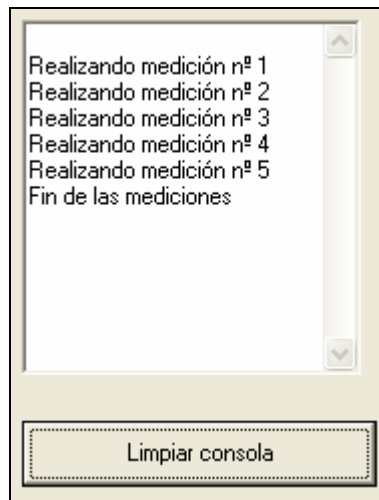 Realizando medición nº 1
Realizando medición nº 2
Realizando medición nº 3
Realizando medición nº 4
Realizando medición nº 5
Fin de las mediciones
Limpiar consola